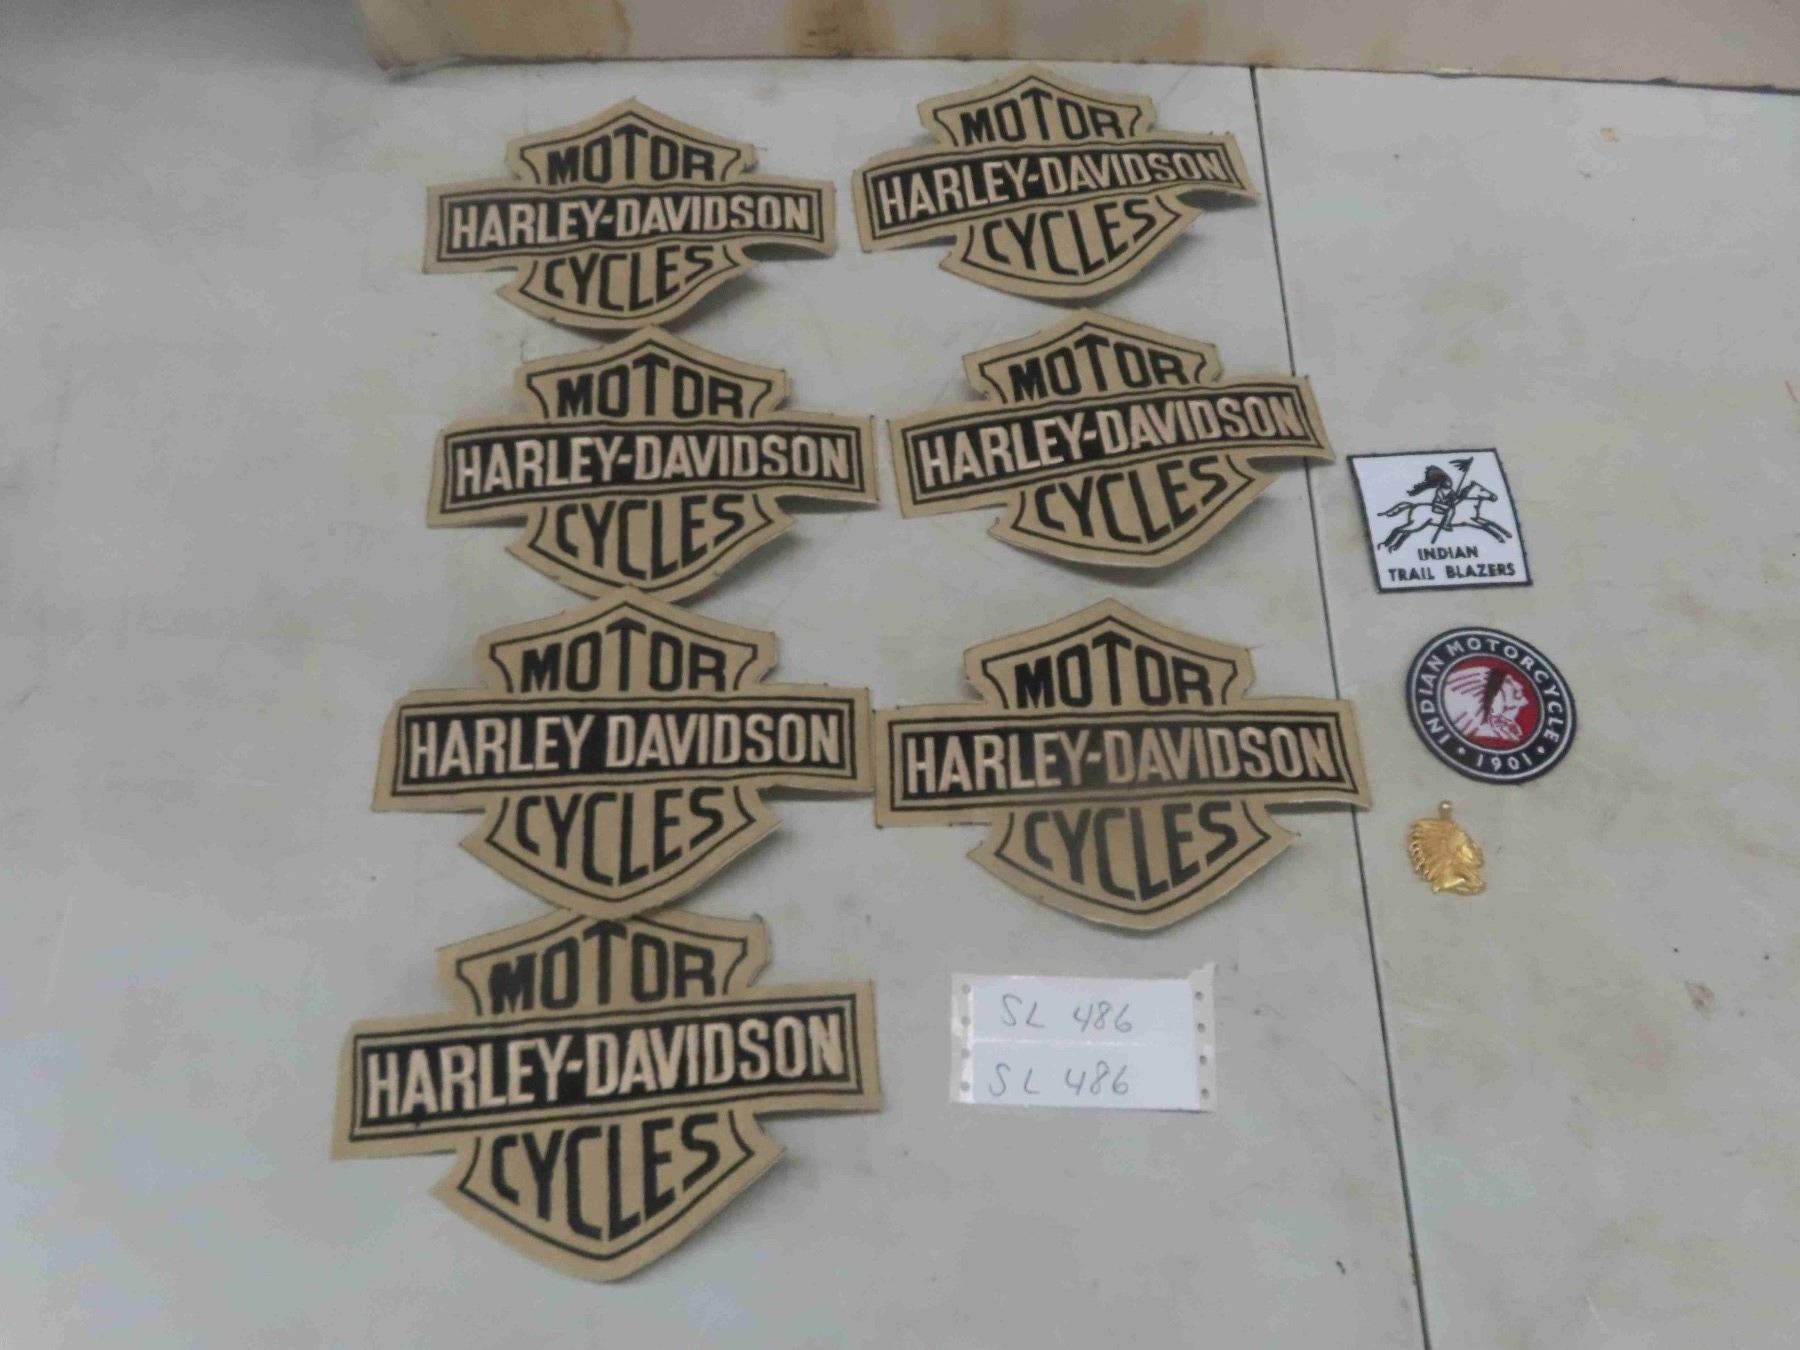 MOTOR
HARLEY-DAVIDSON
CYCLES
MOTOR
HARLEY-DAVIDSON
CYCLES
MOTOR
HARLEY-DAVIDSON
CYCLES
MOTOR
HARLEY-DAVIDSON
CYCLES
INDIAN
TRAIL BLAZERS
MOTOR
HARLEY DAVIDSON
CYCLES
MOTOR
HARLEY-DAVIDSON
CYCLES
INDIAN MOTORCYCLE
• 1901 •
MOTOR
HARLEY-DAVIDSON
CYCLES
SL 486
SL 486